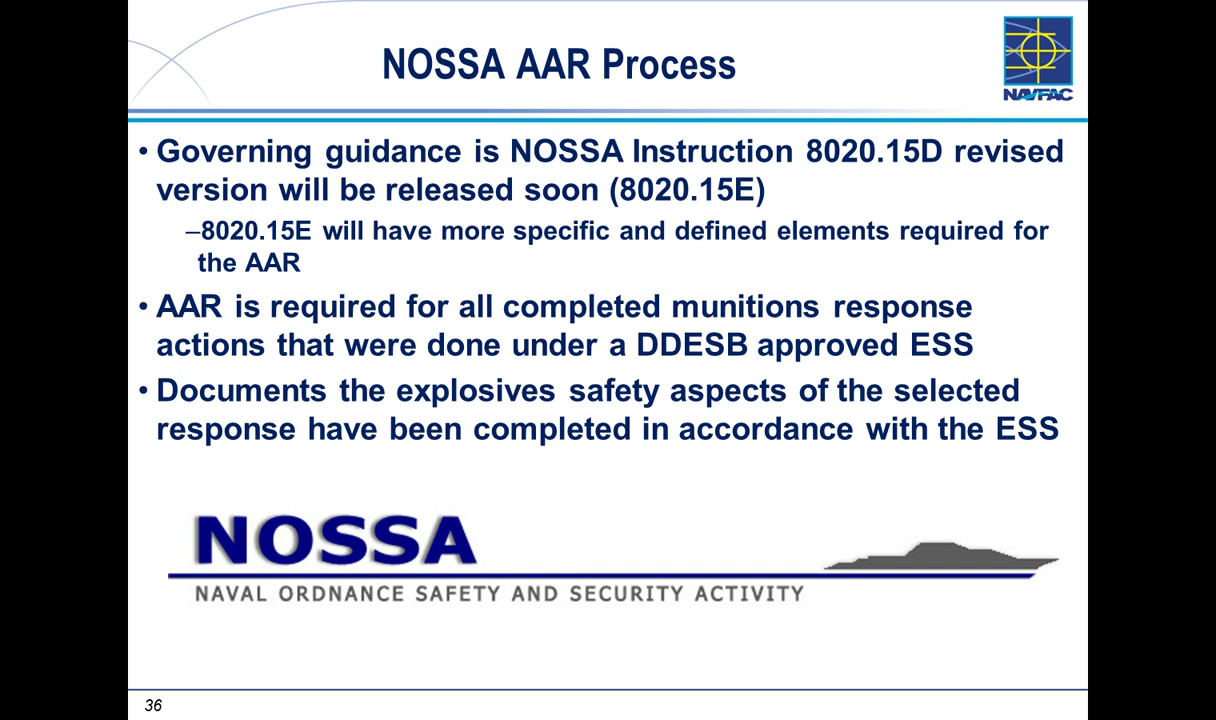 NOSSA AAR Process
NAVFAC
• Governing guidance is NOSSA Instruction 8020.15D revised
version will be released soon (8020.15E)
–8020.15E will have more specific and defined elements required for
the AAR
• AAR is required for all completed munitions response
actions that were done under a DDESB approved ESS
• Documents the explosives safety aspects of the selected
response have been completed in accordance with the ESS
NOSSA
NAVAL ORDNANCE SAFETY AND SECURITY ACTIVITY
36